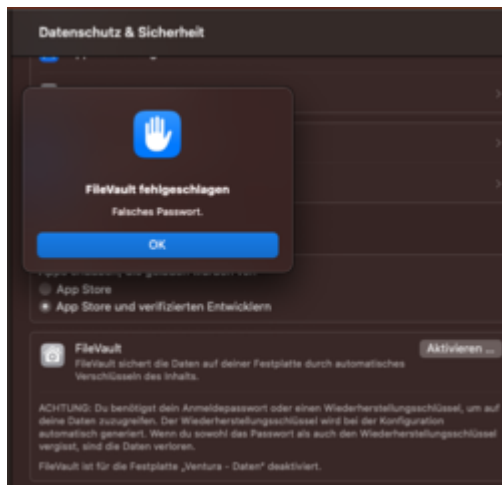 Datenschutz & Sicherheit
FileVault fehlgeschlagen
Falsches Passwort.
OK
App Store
App Store und verifizierten Entwicklern
FileVault
Aktivieren ...
FileVault sichert die Daten auf deiner Festplatte durch automatisches
Verschlüsseln des Inhalts.
ACHTUNG: Du benötigst dein Anmeldepasswort oder einen Wiederherstellungsschlüssel, um auf
deine Daten zuzugreifen. Der Wiederherstellungsschlüssel wird bei der Konfiguration
automatisch generiert. Wenn du sowohl das Passwort als auch den Wiederherstellungsschlüssel
vergisst, sind die Daten verloren.
FileVault ist für die Festplatte „Ventura - Daten“ deaktiviert.